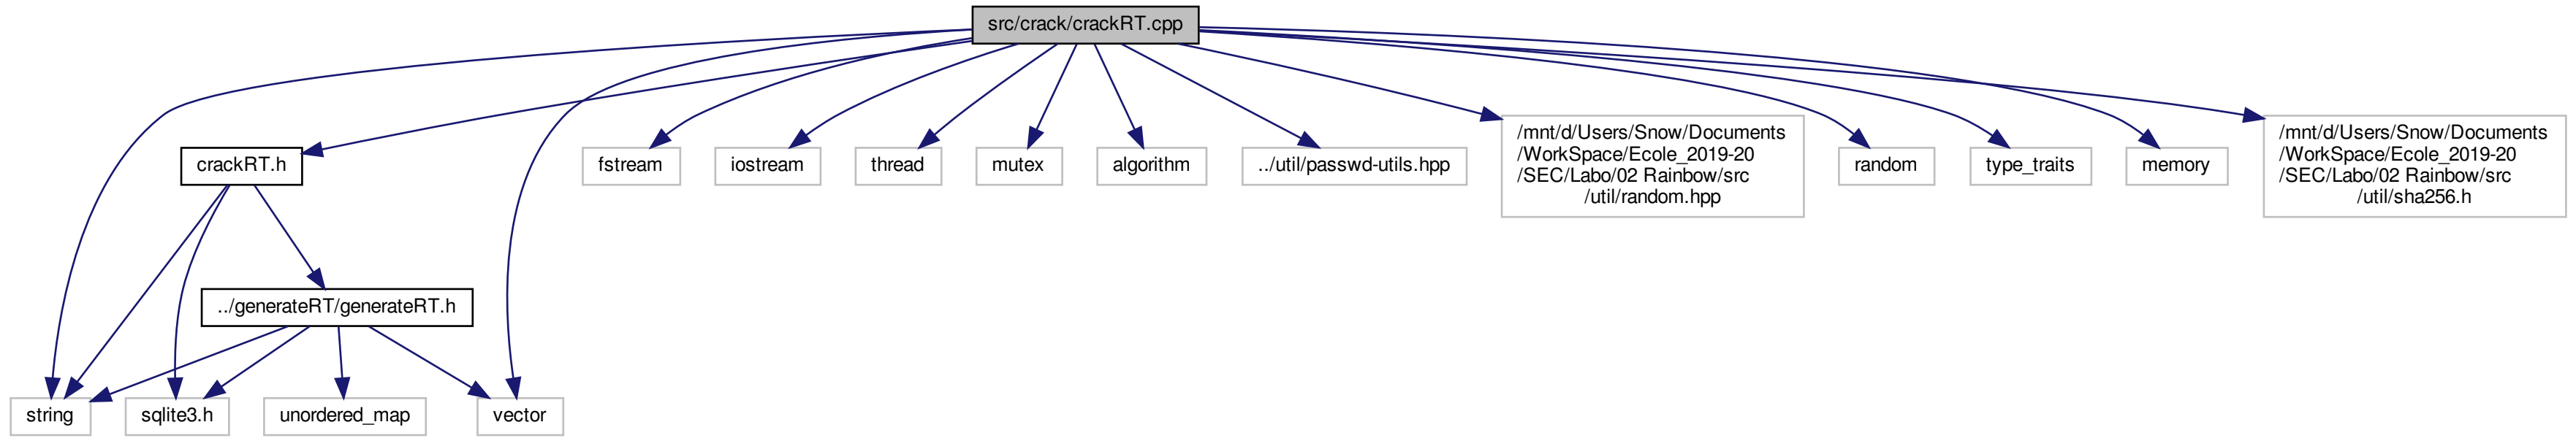 src/crack/crackRT.cpp
crackRT.h
fstream
iostream
thread
mutex
algorithm
../util/passwd-utils.hpp
/mnt/d/Users/Snow/Documents
/WorkSpace/Ecole_2019-20
/SEC/Labo/02 Rainbow/src
/util/random.hpp
random
type_traits
memory
/mnt/d/Users/Snow/Documents
/WorkSpace/Ecole_2019-20
/SEC/Labo/02 Rainbow/src
/util/sha256.h
../generateRT/generateRT.h
string
sqlite3.h
unordered_map
vector